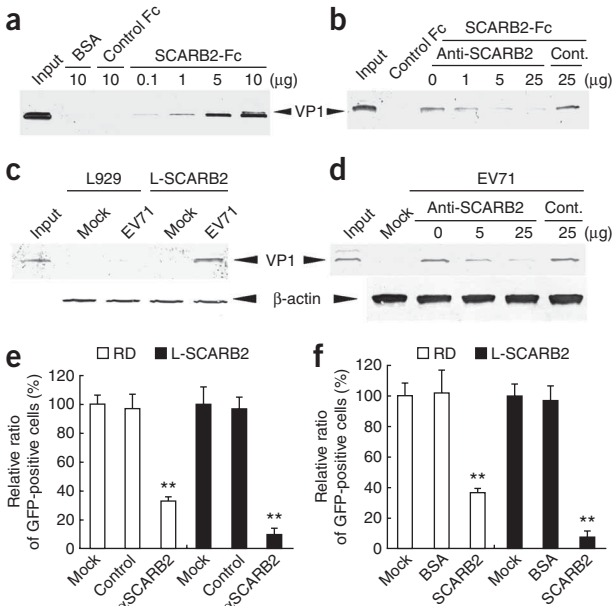 a
Input
BSA
Control Fc
SCARB2-Fc
10 10 0.1 1 5 10 (μg)
VP1
b
SCARB2-Fc
Input
Control Fc
Anti-SCARB2 Cont.
0 1 5 25 25 (μg)
c
L929 L-SCARB2
Input
Mock
EV71
Mock
EV71
VP1
β-actin
d
EV71
Input
Mock
Anti-SCARB2 Cont.
0 5 25 25 (μg)
e
RD L-SCARB2
Relative ratio
of GFP-positive cells (%)
120
100
80
60
40
20
0
**
**
Mock
Control
αSCARB2
Mock
Control
αSCARB2
f
RD L-SCARB2
Relative ratio
of GFP-positive cells (%)
120
100
80
60
40
20
0
**
**
Mock
BSA
SCARB2
Mock
BSA
SCARB2